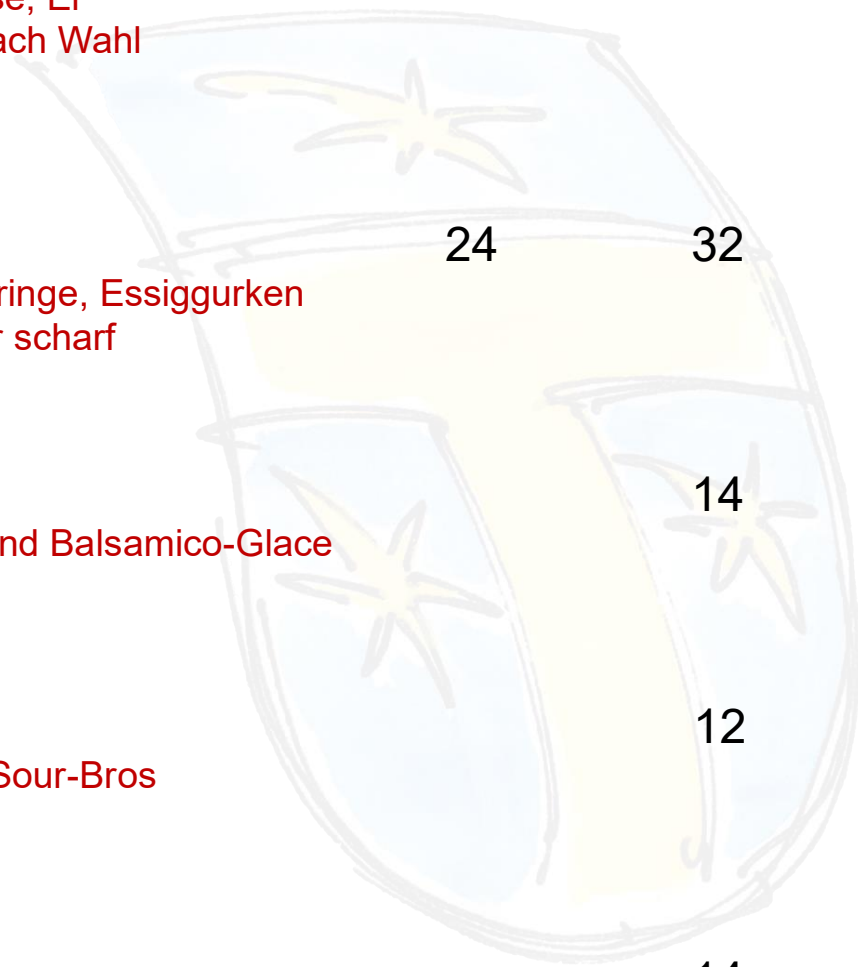 ach Wahl
24 32
ringe, Essiggurken
r scharf
14
nd Balsamico-Glace
12
Sour-Bros